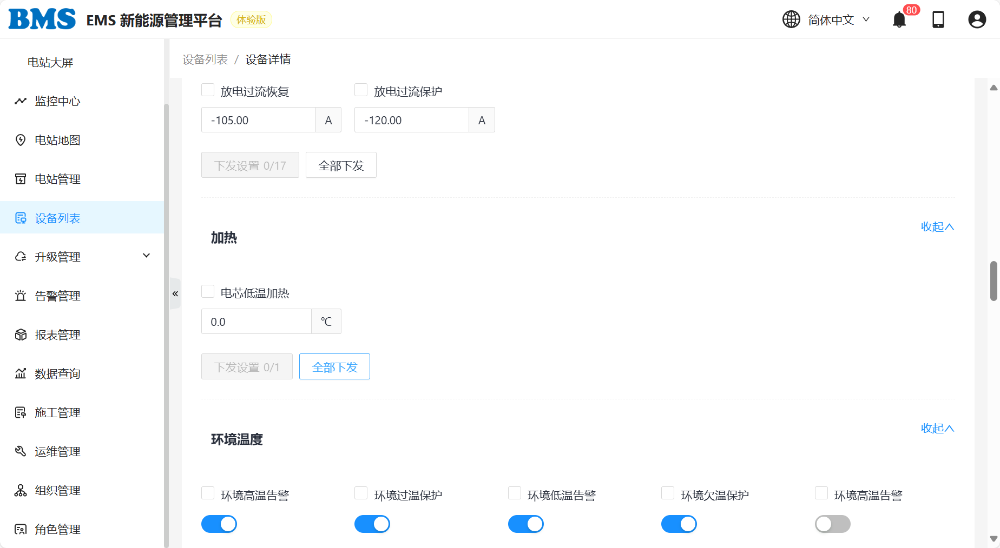 BMS EMS 新能源管理平台 体验版
简体中文 80
电站大屏
监控中心
电站地图
电站管理
设备列表
升级管理
告警管理
报表管理
数据查询
施工管理
运维管理
组织管理
角色管理
设备列表 / 设备详情
放电过流恢复 放电过流保护
-105.00 A -120.00 A
下发设置 0/17 全部下发
加热 收起
电芯低温加热
0.0 ℃
下发设置 0/1 全部下发
环境温度 收起
环境高温告警 环境过温保护 环境低温告警 环境欠温保护 环境高温告警